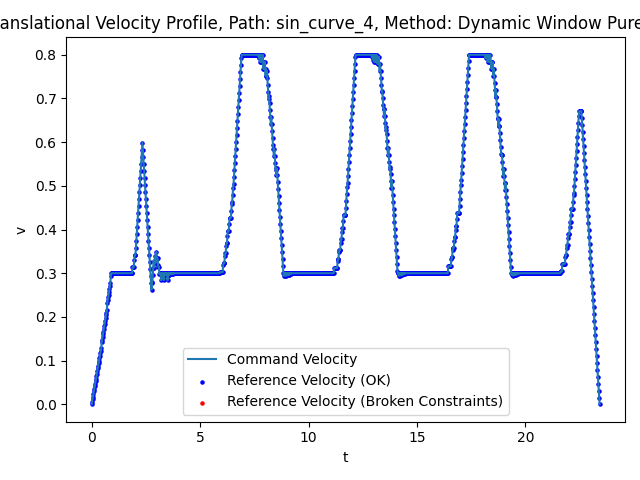 anslational Velocity Profile, Path: sin_curve_4, Method: Dynamic Window Pure
0.8
0.7
0.6
0.5
0.4
0.3
0.2
0.1
0.0
v
Command Velocity
Reference Velocity (OK)
Reference Velocity (Broken Constraints)
0 5 10 15 20
t